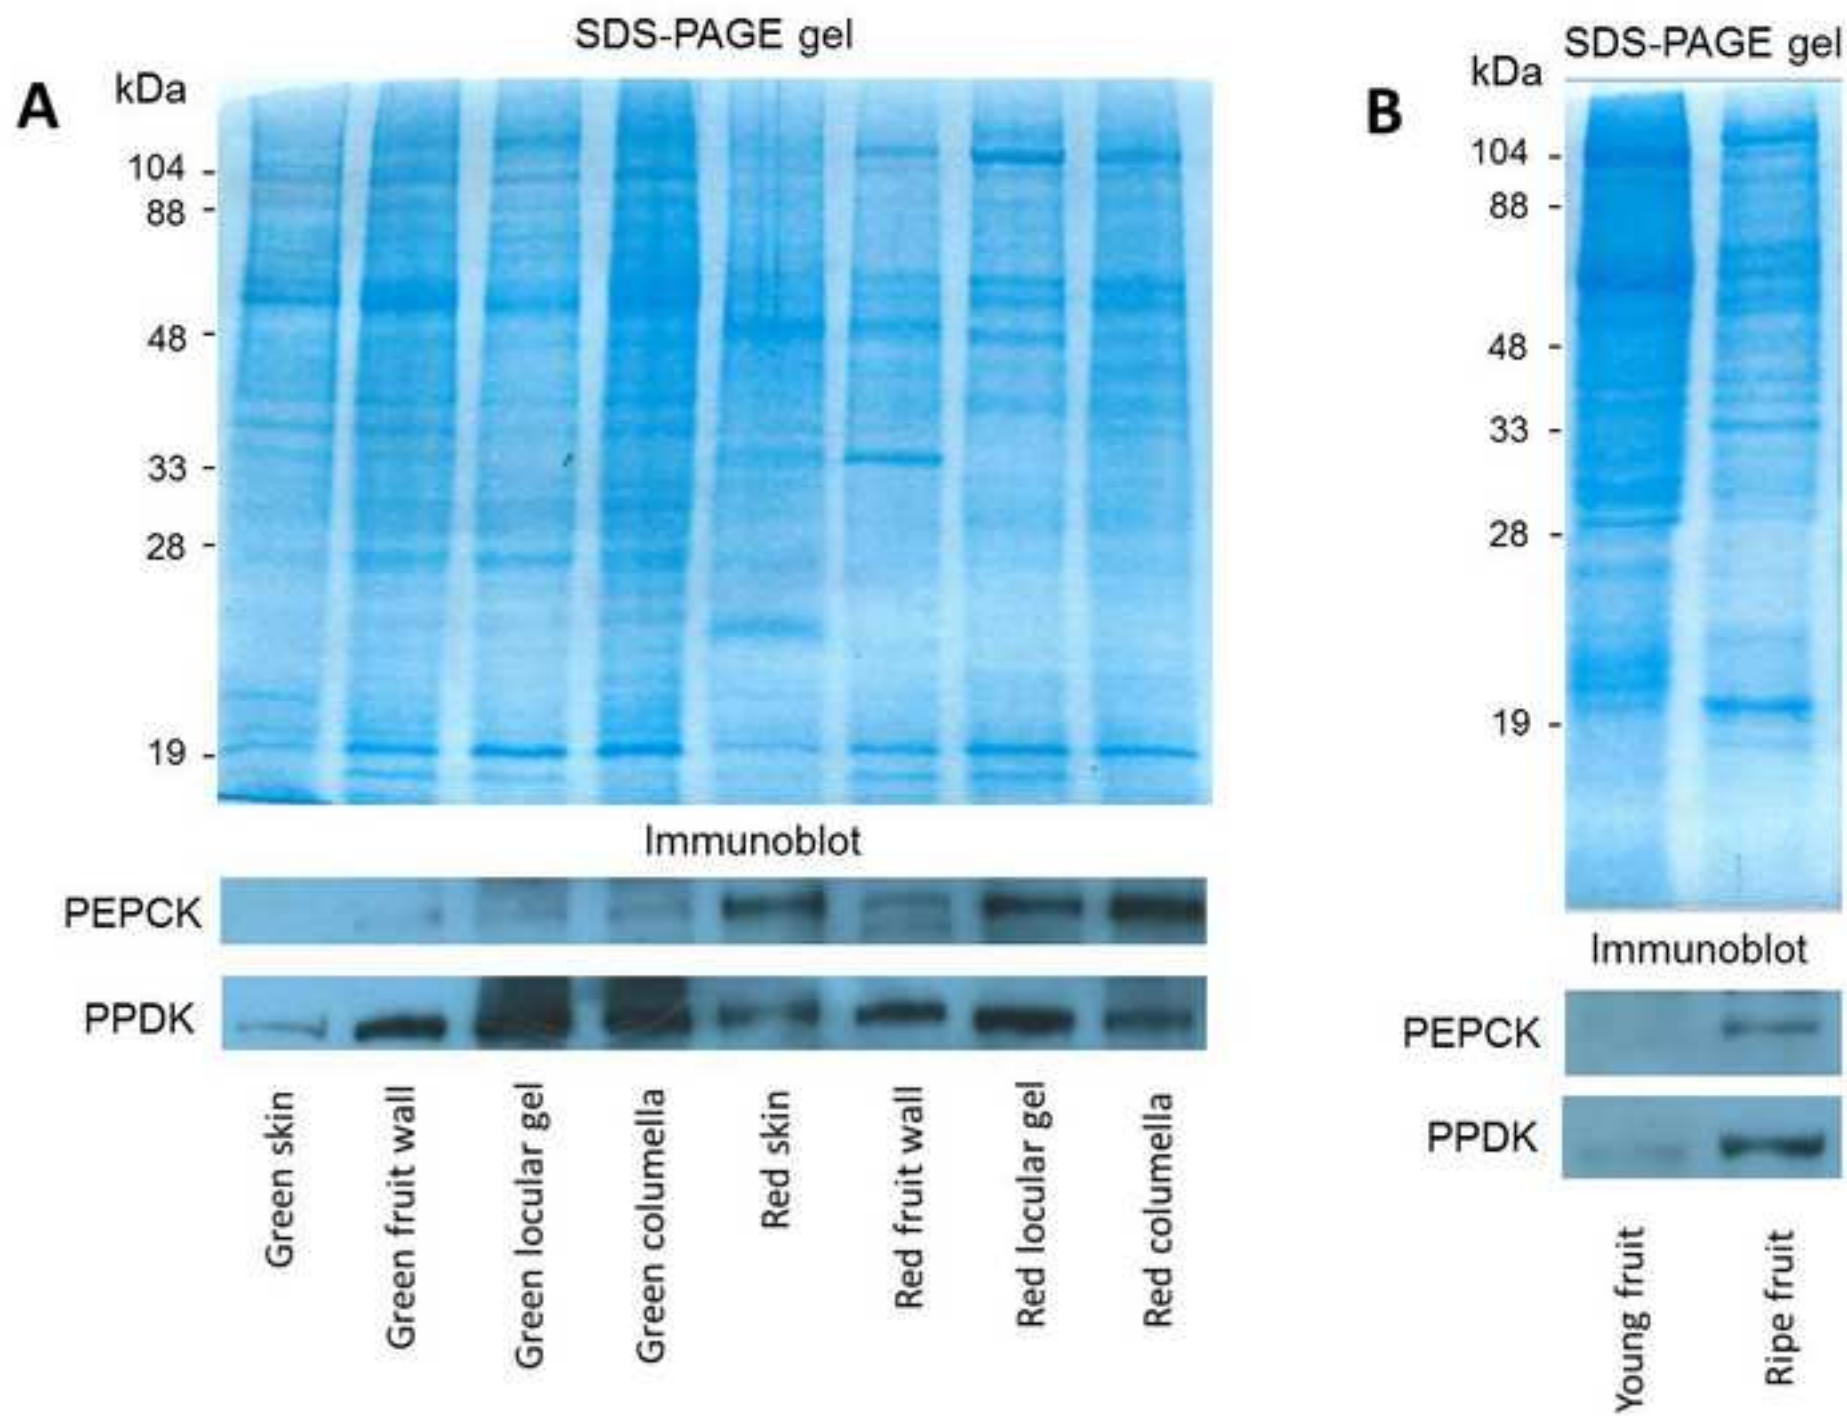 A
SDS-PAGE gel
kDa
104
88
48
33
28
19
Immunoblot
PEPCK
PPDK
Green skin
Green fruit wall
Green locular gel
Green columella
Red skin
Red fruit wall
Red locular gel
Red columella
B
SDS-PAGE gel
kDa
104
88
48
33
28
19
Immunoblot
PEPCK
PPDK
Young fruit
Ripe fruit